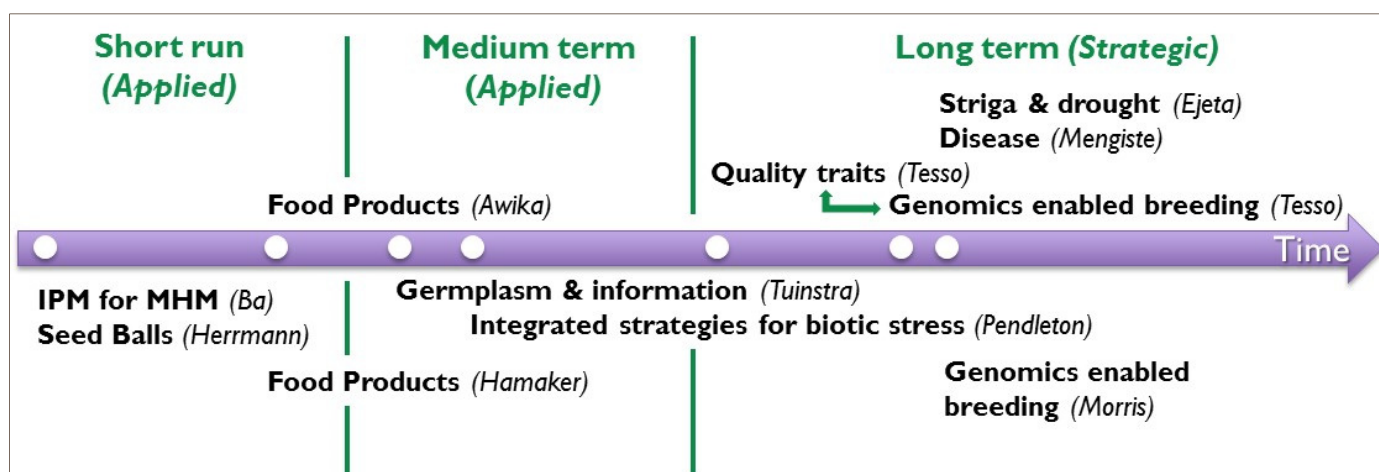 Short run
(Applied)
Medium term
(Applied)
Long term (Strategic)
Striga & drought (Ejeta)
Disease (Mengiste)
Quality traits (Tesso)
Food Products (Awika)
Genomics enabled breeding (Tesso)
Time
IPM for MHM (Ba)
Seed Balls (Herrmann)
Germplasm & information (Tuinstra)
Integrated strategies for biotic stress (Pendleton)
Food Products (Hamaker)
Genomics enabled
breeding (Morris)